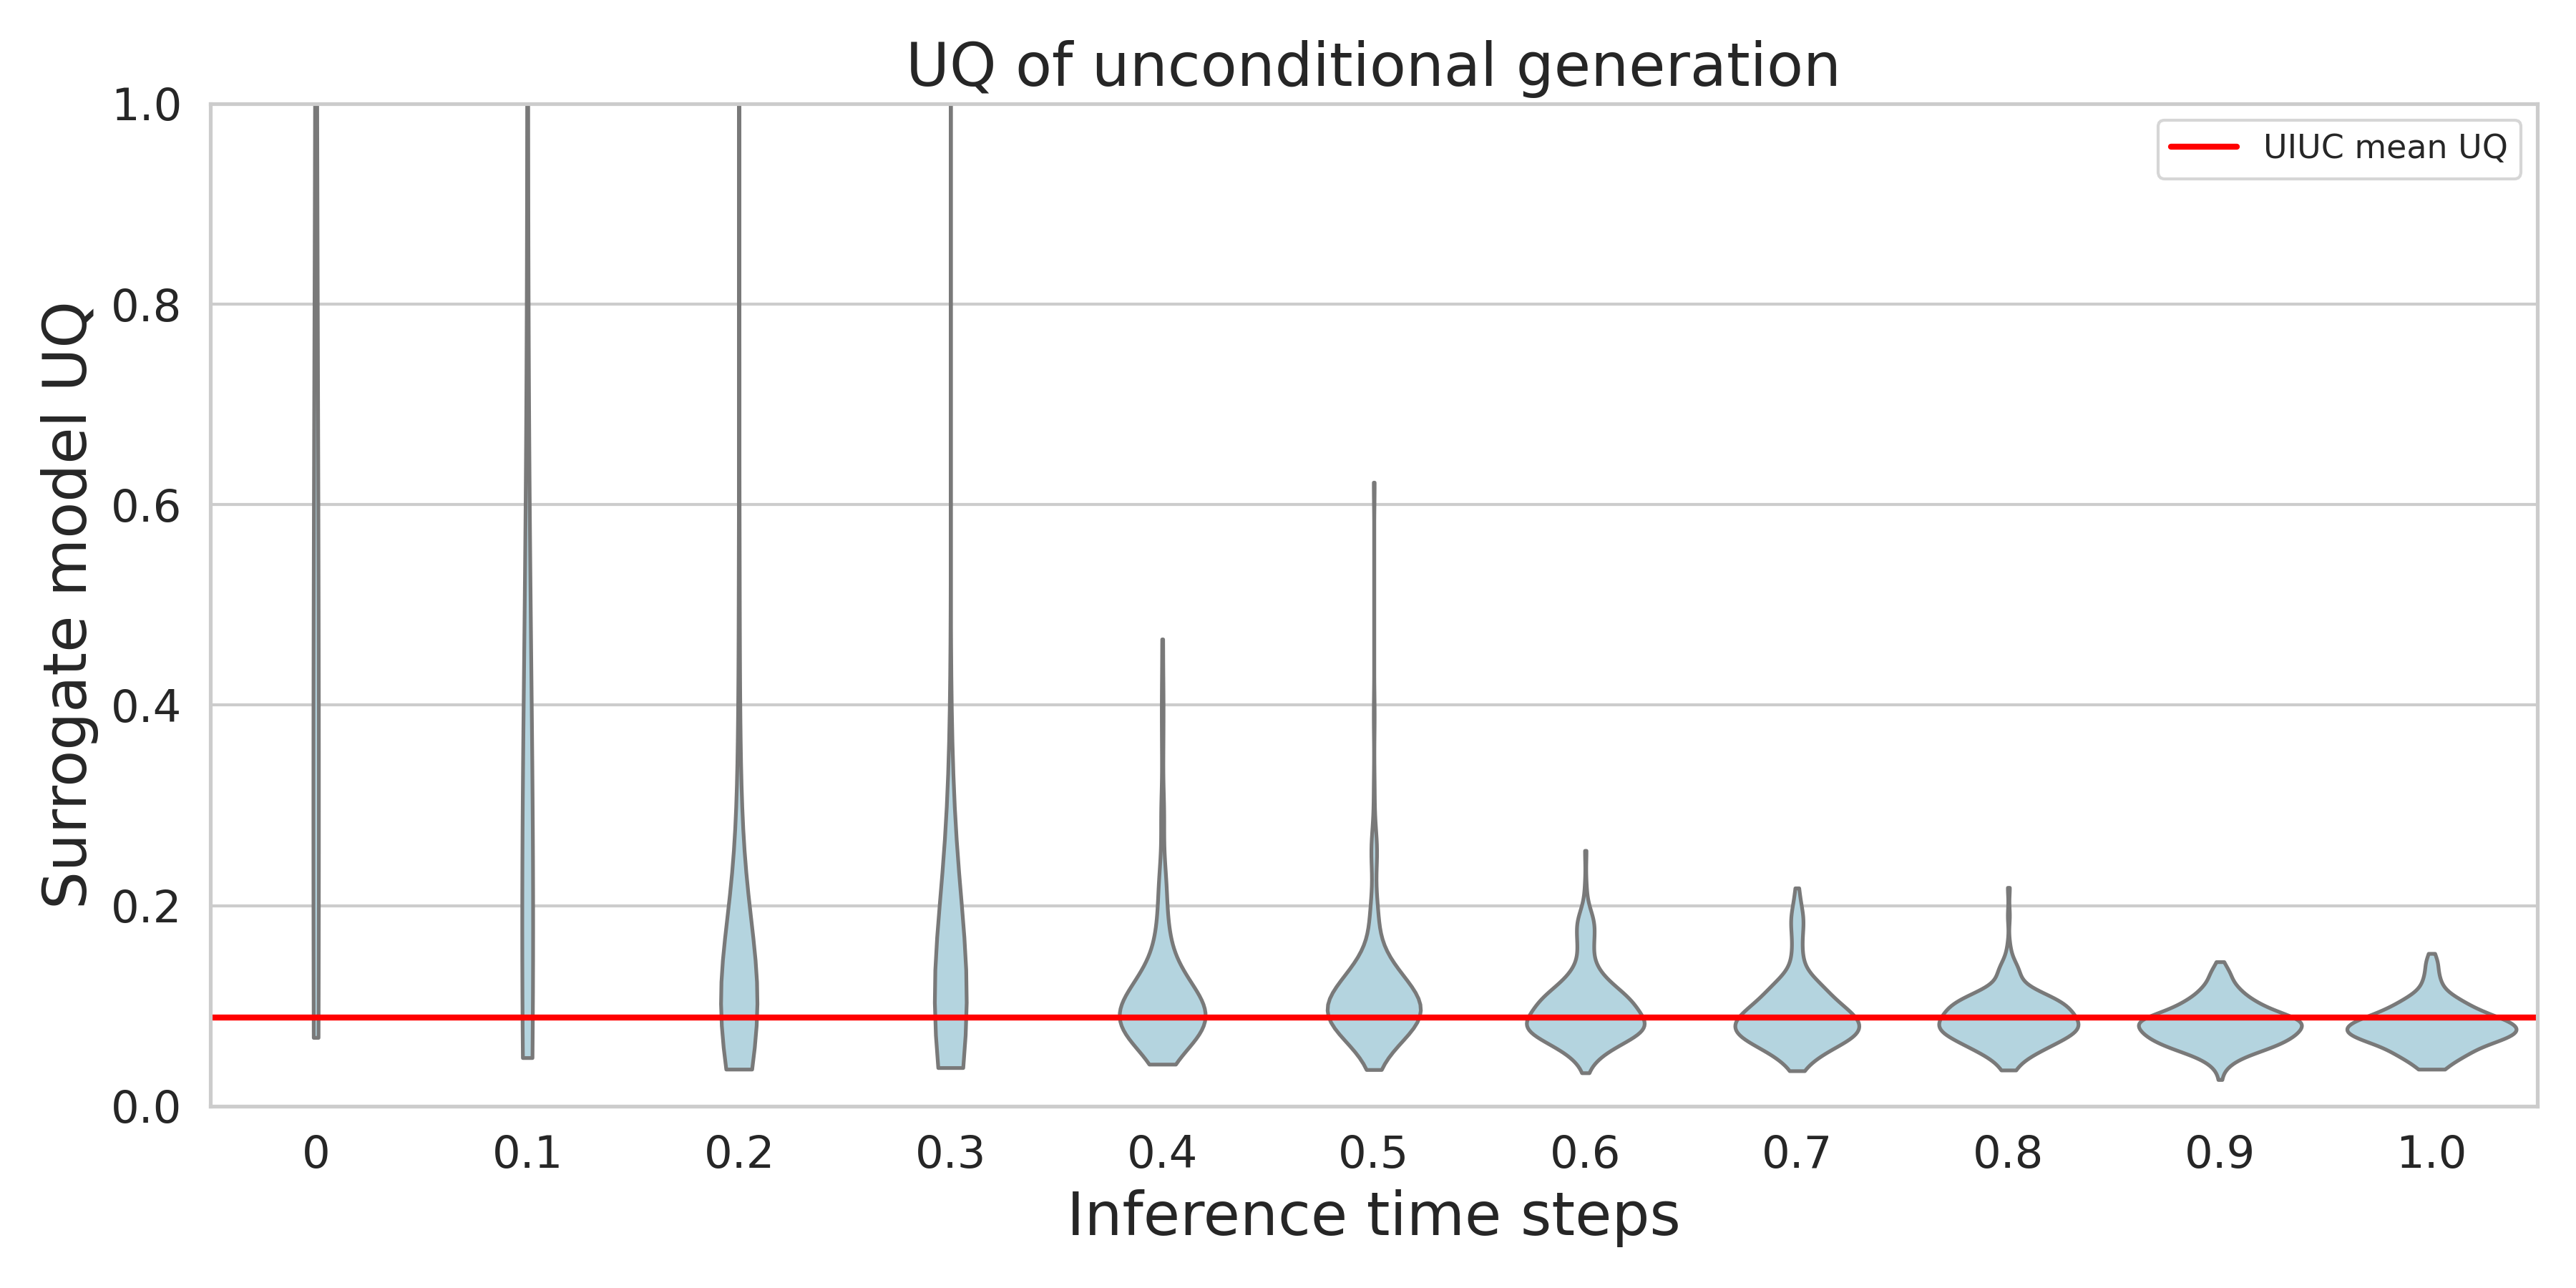 UQ of unconditional generation
1.0
0.8
0.6
0.4
0.2
0.0
Surrogate model UQ
UIUC mean UQ
0 0.1 0.2 0.3 0.4 0.5 0.6 0.7 0.8 0.9 1.0
Inference time steps